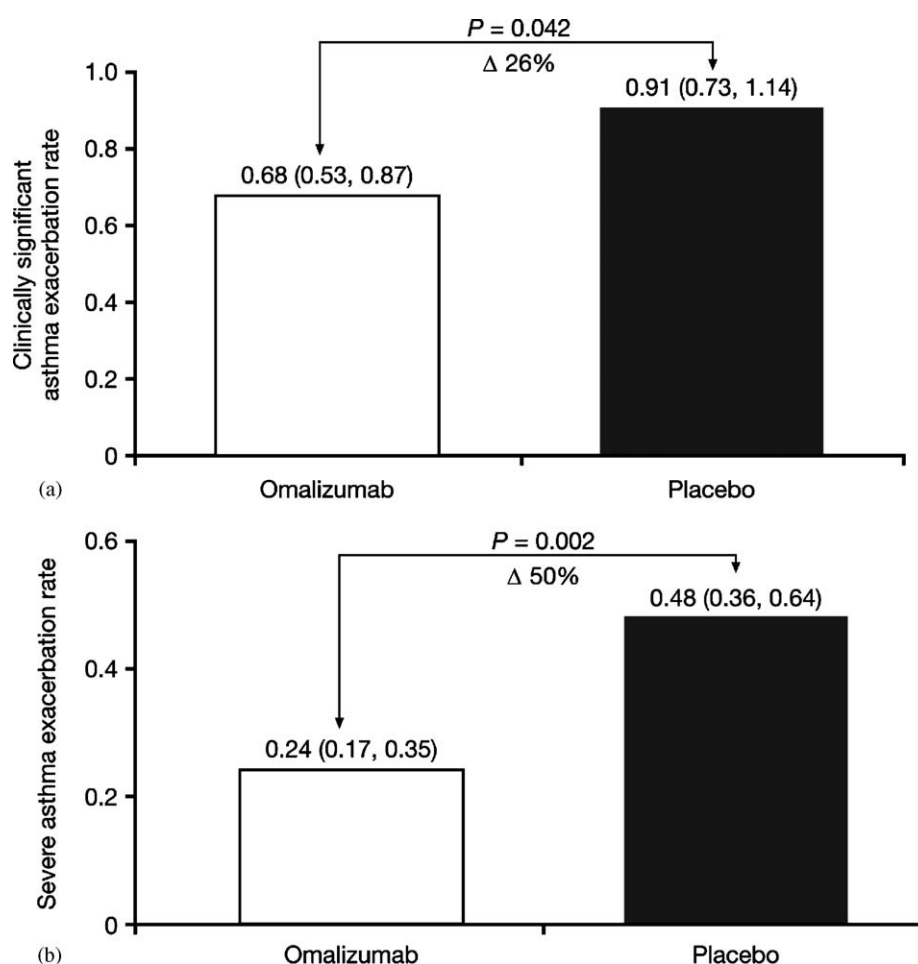 P = 0.042
Δ 26%
1.0
0.8
0.6
0.4
0.2
0
Clinically significant
asthma exacerbation rate
0.68 (0.53, 0.87)
0.91 (0.73, 1.14)
(a)
Omalizumab
Placebo
P = 0.002
Δ 50%
0.6
0.4
0.2
0
Severe asthma exacerbation rate
0.24 (0.17, 0.35)
0.48 (0.36, 0.64)
(b)
Omalizumab
Placebo